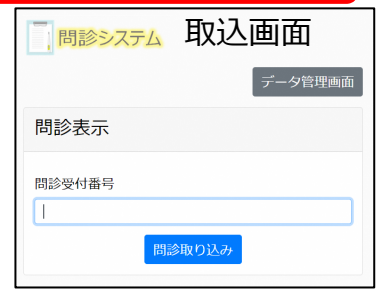 問診システム 取込画面
データ管理画面
問診表示
問診受付番号
問診取り込み